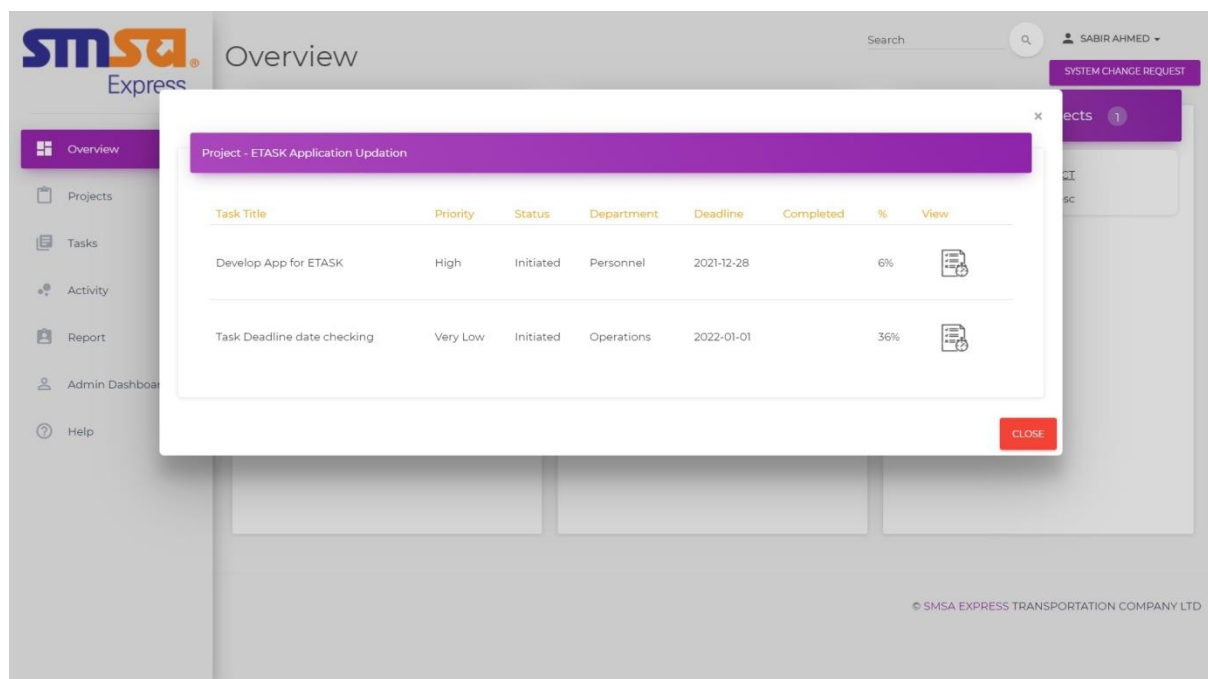 smsa
Express
Overview
Search
SABIR AHMED
SYSTEM CHANGE REQUEST
×
ects 1
Overview
Projects
Tasks
Activity
Report
Admin Dashboar
Help
Project - ETASK Application Updation
Task Title Priority Status Department Deadline Completed % View
Develop App for ETASK High Initiated Personnel 2021-12-28 6%
Task Deadline date checking Very Low Initiated Operations 2022-01-01 36%
CT
sc
CLOSE
© SMSA EXPRESS TRANSPORTATION COMPANY LTD